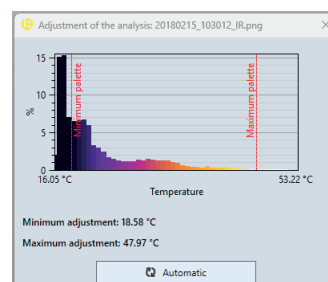 Adjustment of the analysis: 20180215_103012_IR.png
15
10
5
0
%
Minimum palette
Maximum palette
16.05 °C
53.22 °C
Temperature
Minimum adjustment: 18.58 °C
Maximum adjustment: 47.97 °C
Automatic